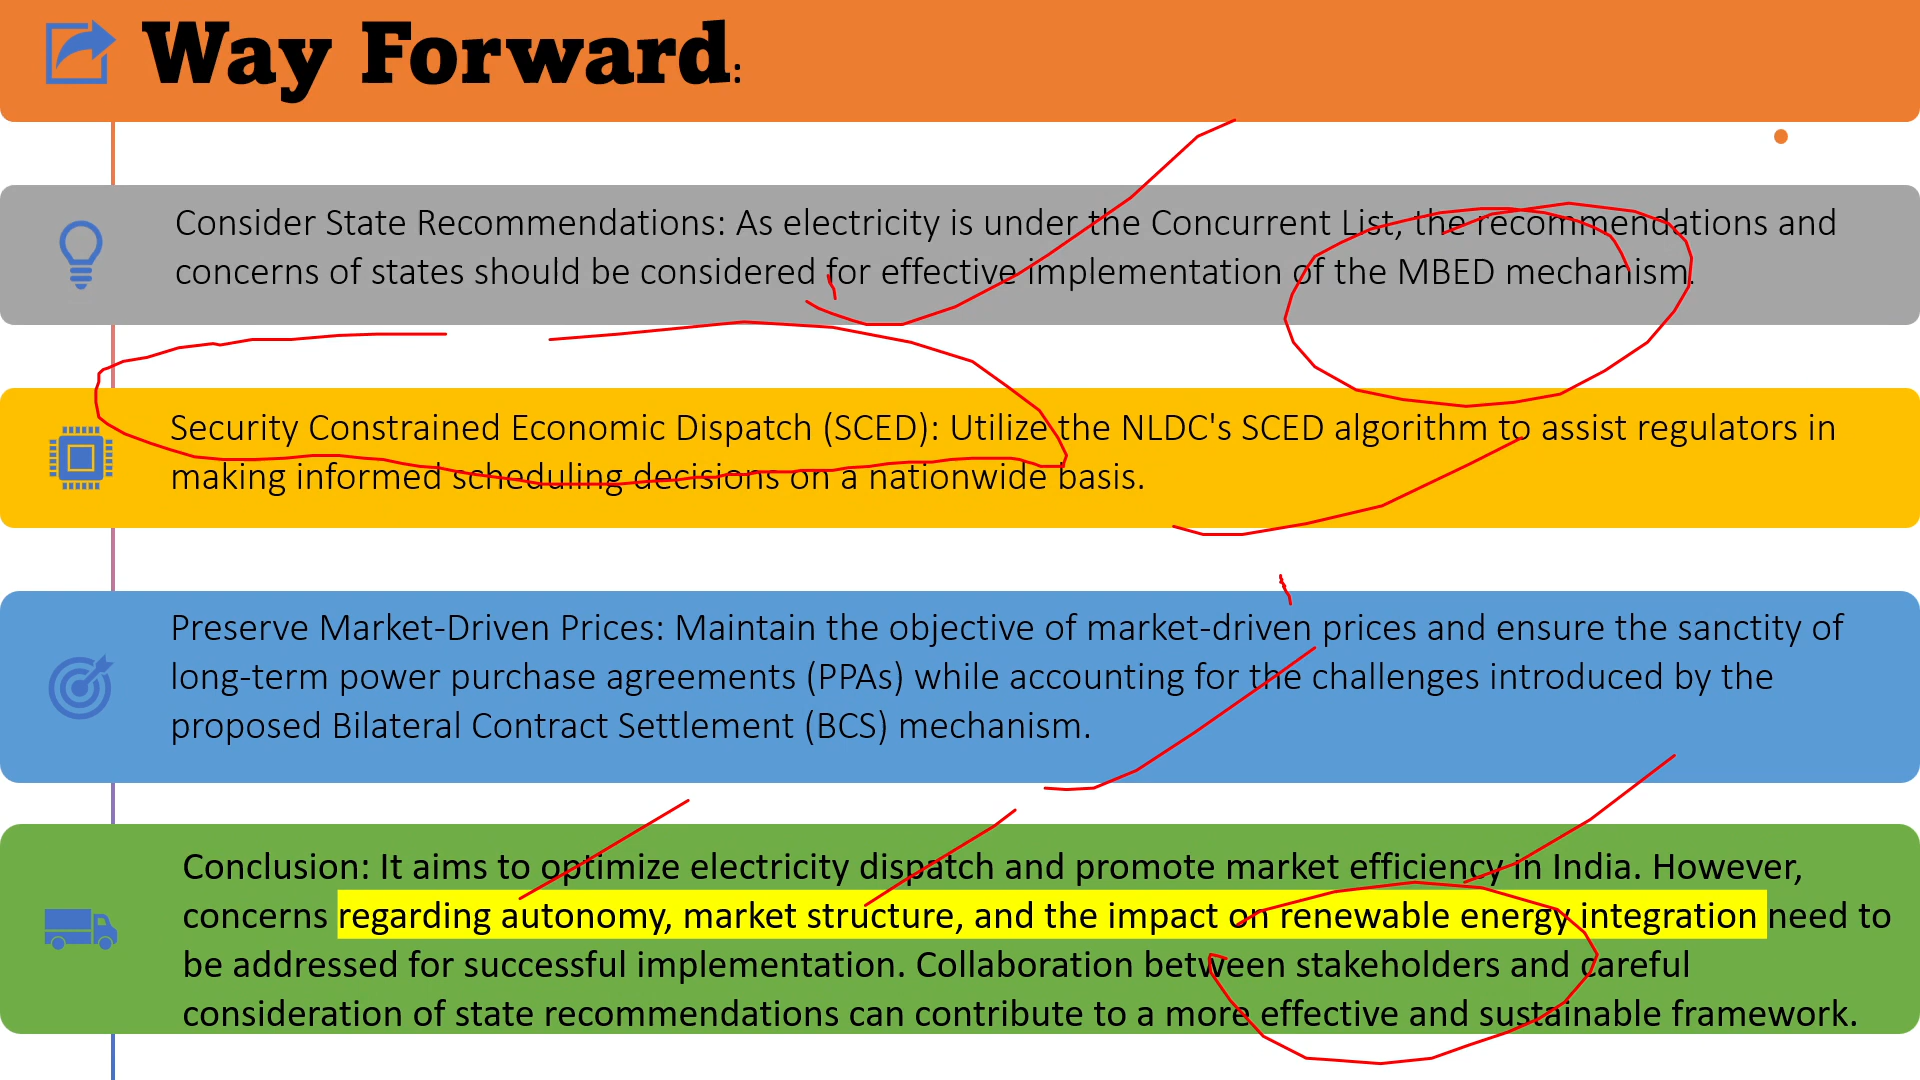 Way Forward:
Consider State Recommendations: As electricity is under the Concurrent List, the recommendations and
concerns of states should be considered for effective implementation of the MBED mechanism.
Security Constrained Economic Dispatch (SCED): Utilize the NLDC's SCED algorithm to assist regulators in
making informed scheduling decisions on a nationwide basis.
Preserve Market-Driven Prices: Maintain the objective of market-driven prices and ensure the sanctity of
long-term power purchase agreements (PPAs) while accounting for the challenges introduced by the
proposed Bilateral Contract Settlement (BCS) mechanism.
Conclusion: It aims to optimize electricity dispatch and promote market efficiency in India. However,
concerns regarding autonomy, market structure, and the impact on renewable energy integration need to
be addressed for successful implementation. Collaboration between stakeholders and careful
consideration of state recommendations can contribute to a more effective and sustainable framework.